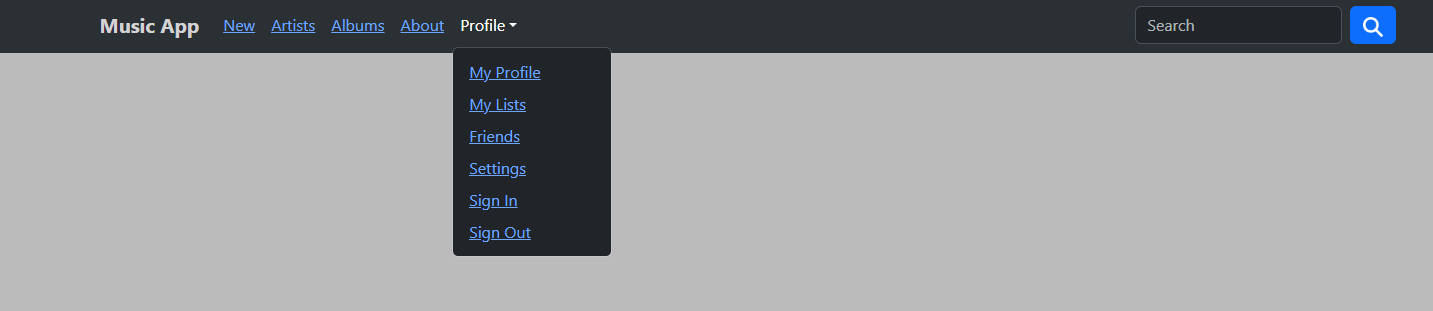 Music App New Artists Albums About Profile Search
My Profile
My Lists
Friends
Settings
Sign In
Sign Out